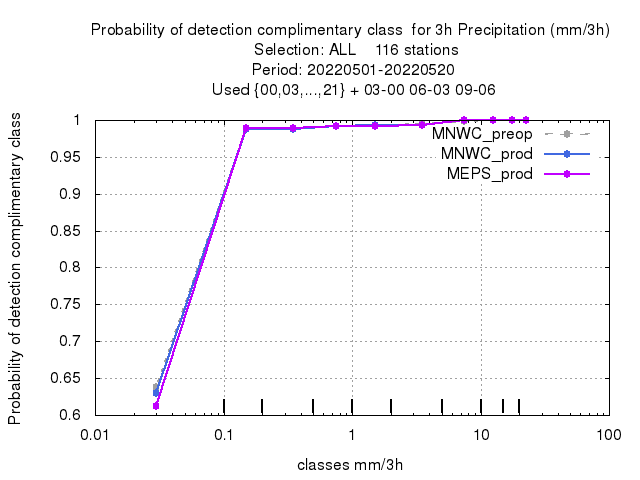 Probability of detection complimentary class  for 3h Precipitation (mm/3h)
Selection: ALL    116 stations
Period: 20220501-20220520
Used {00,03,...,21} + 03-00 06-03 09-06
Probability of detection complimentary class
1
0.95
0.9
0.85
0.8
0.75
0.7
0.65
0.6
MNWC_preop
MNWC_prod
MEPS_prod
0.01 0.1 1 10 100
classes mm/3h